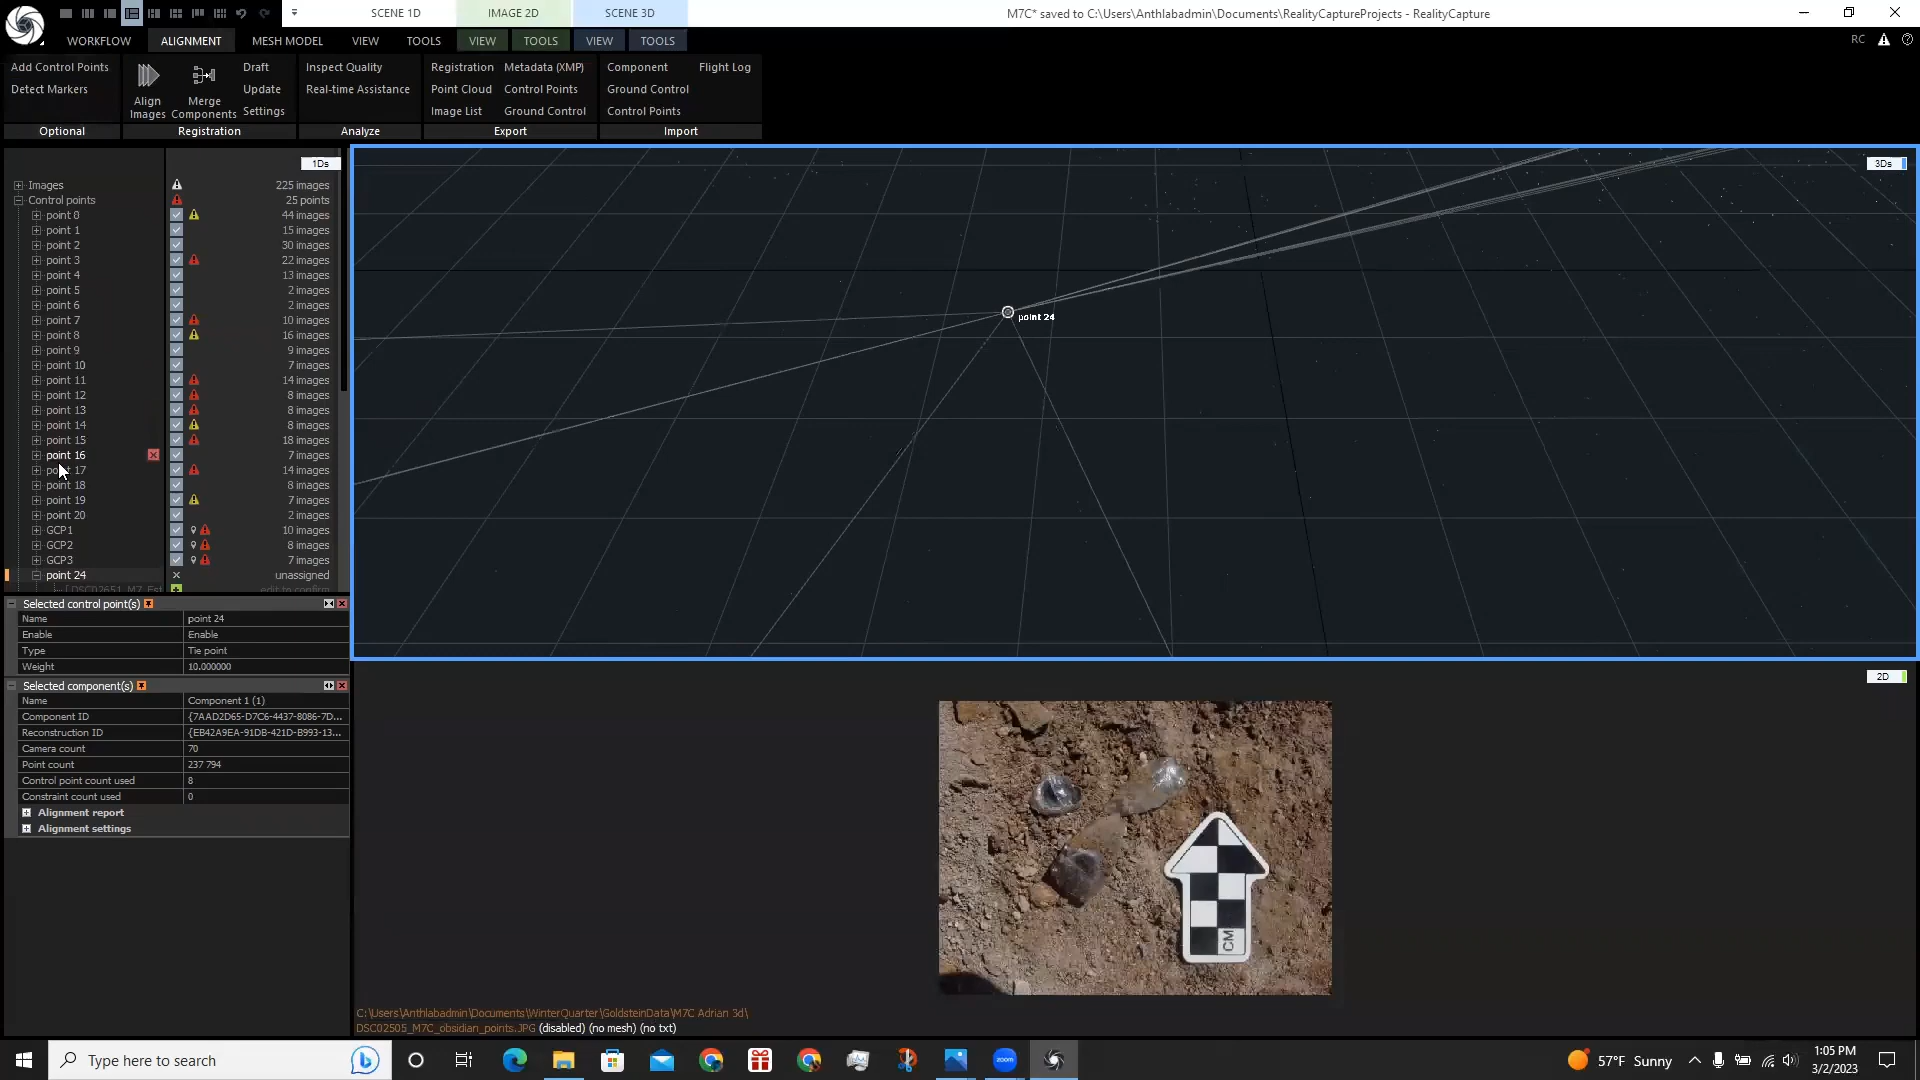 SCENE 1D IMAGE 2D SCENE 3D M7C* saved to C:\Users\Anthlabadmin\Documents\RealityCaptureProjects - RealityCapture
WORKFLOW ALIGNMENT MESH MODEL VIEW TOOLS VIEW TOOLS VIEW TOOLS RC
Add Control Points Draft Inspect Quality Registration Metadata (XMP) Component Flight Log
Detect Markers Update Real-time Assistance Point Cloud Control Points Ground Control
Align Images Merge Components Settings Image List Ground Control Control Points
Optional Registration Analyze Export Import
1Ds 3Ds
Images 225 images
Control points 25 points
point 0 44 images
point 1 15 images
point 2 30 images
point 3 22 images
point 4 13 images
point 5 2 images
point 6 2 images
point 7 10 images
point 8 16 images
point 9 9 images
point 10 7 images
point 11 14 images
point 12 8 images
point 13 8 images
point 14 8 images
point 15 18 images
point 16 7 images
point 17 14 images
point 18 8 images
point 19 7 images
point 20 2 images
GCP1 10 images
GCP2 8 images
GCP3 7 images
point 24 unassigned
point 24
Selected control point(s)
Name point 24
Enable Enable
Type Tie point
Weight 10.000000
Selected component(s)
Name Component 1 (1)
Component ID {7AAD2D65-D7C6-4437-8086-7D...
Reconstruction ID {EB42A9EA-91DB-421D-B993-13...
Camera count 70
Point count 237 794
Control point count used 8
Constraint count used 0
Alignment report
Alignment settings
2D
CM
C:\Users\Anthlabadmin\Documents\WinterQuarter\GoldsteinData\M7C Adrian 3d\
DSC02505_M7C_obsidian_points.JPG (disabled) (no mesh) (no txt)
Type here to search zoom 57°F Sunny 1:05 PM
3/2/2023